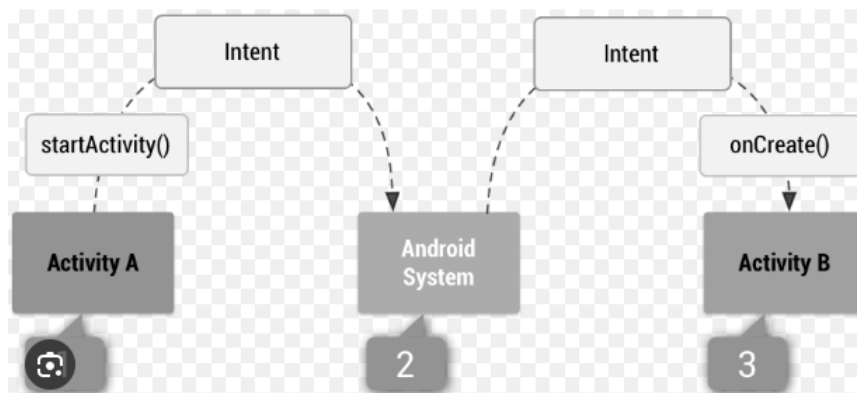 Intent
Intent
startActivity()
onCreate()
Activity A
Android
System
Activity B
2
3